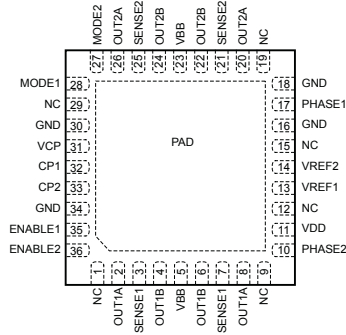 MODE2
OUT2A
SENSE2
OUT2B
VBB
OUT2B
SENSE2
OUT2A
NC
27
26
25
24
23
22
21
20
19
MODE1 28
NC 29
GND 30
VCP 31
CP1 32
CP2 33
GND 34
ENABLE1 35
ENABLE2 36
PAD
18 GND
17 PHASE1
16 GND
15 NC
14 VREF2
13 VREF1
12 NC
11 VDD
10 PHASE2
1
2
3
4
5
6
7
8
9
NC
OUT1A
SENSE1
OUT1B
VBB
OUT1B
SENSE1
OUT1A
NC